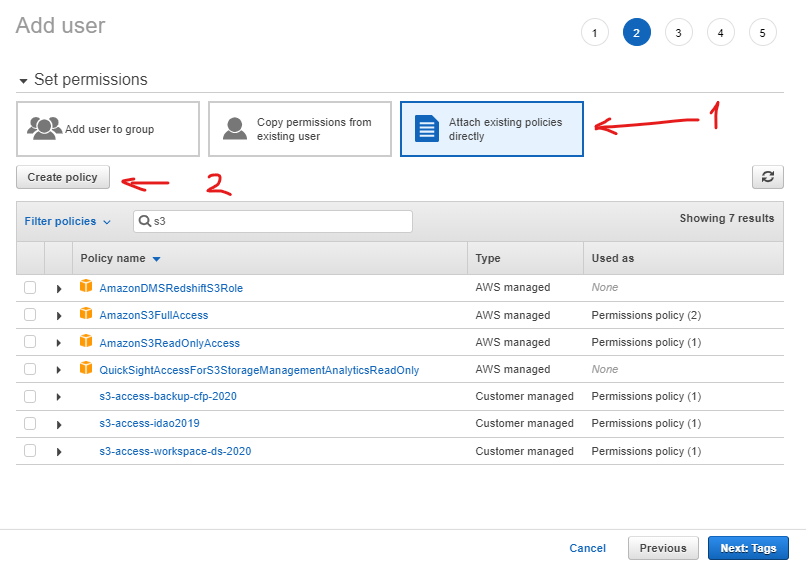 Add user
1 2 3 4 5
Set permissions
Add user to group
Copy permissions from
existing user
Attach existing policies
directly
1
Create policy
2
Filter policies
s3
Showing 7 results
Policy name Type Used as
AmazonDMSRedshiftS3Role AWS managed None
AmazonS3FullAccess AWS managed Permissions policy (2)
AmazonS3ReadOnlyAccess AWS managed Permissions policy (1)
QuickSightAccessForS3StorageManagementAnalyticsReadOnly AWS managed None
s3-access-backup-cfp-2020 Customer managed Permissions policy (1)
s3-access-idao2019 Customer managed Permissions policy (1)
s3-access-workspace-ds-2020 Customer managed Permissions policy (1)
Cancel Previous Next: Tags